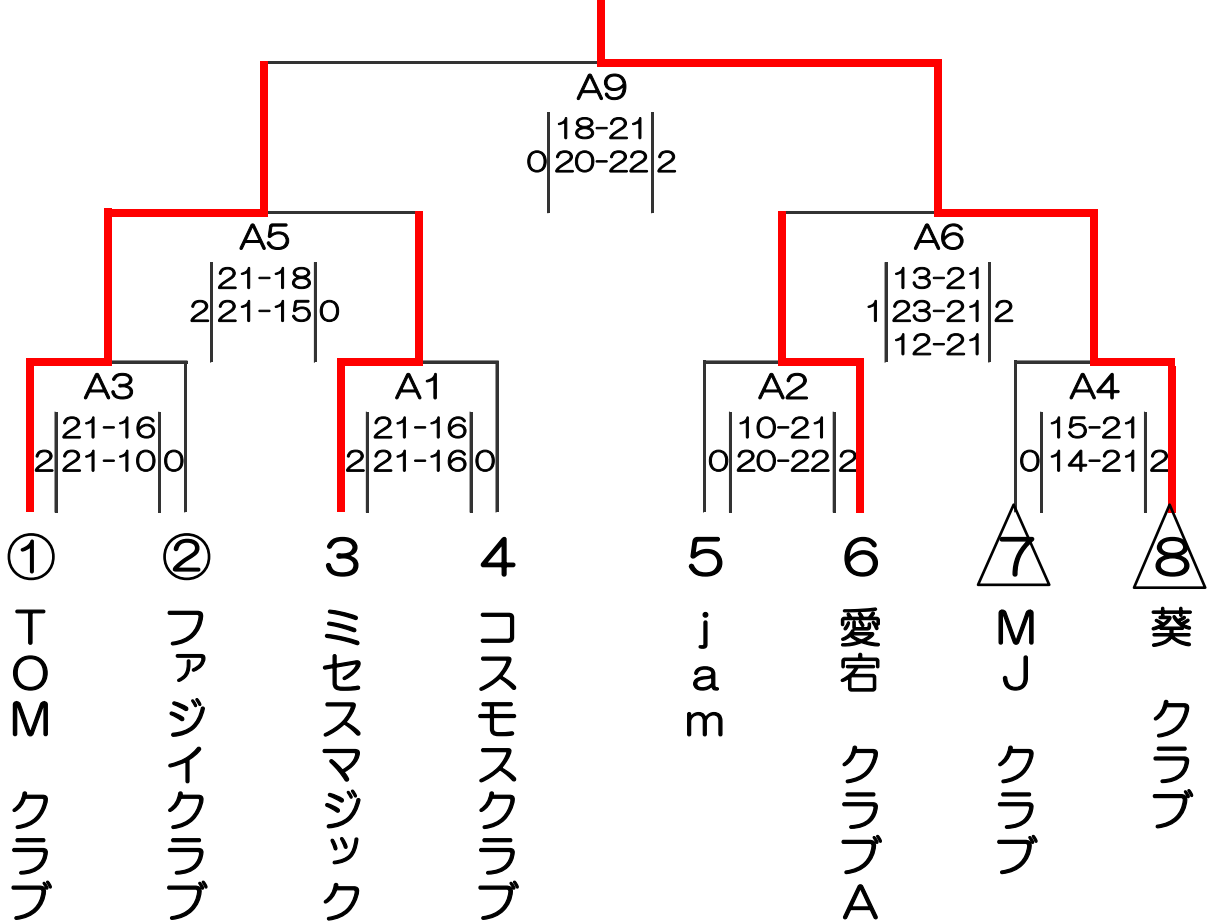 A9
18-21
0 20-22 2
A5
21-18
2 21-15 0
A6
13-21
1 23-21 2
12-21
A3
21-16
2 21-10 0
A1
21-16
2 21-16 0
A2
10-21
0 20-22 2
A4
15-21
0 14-21 2
① TOM クラブ
② ファジイクラブ
3 ミセスマジック
4 コスモスクラブ
5 jam
6 愛宕 クラブA
7 MJ クラブ
8 葵 クラブ